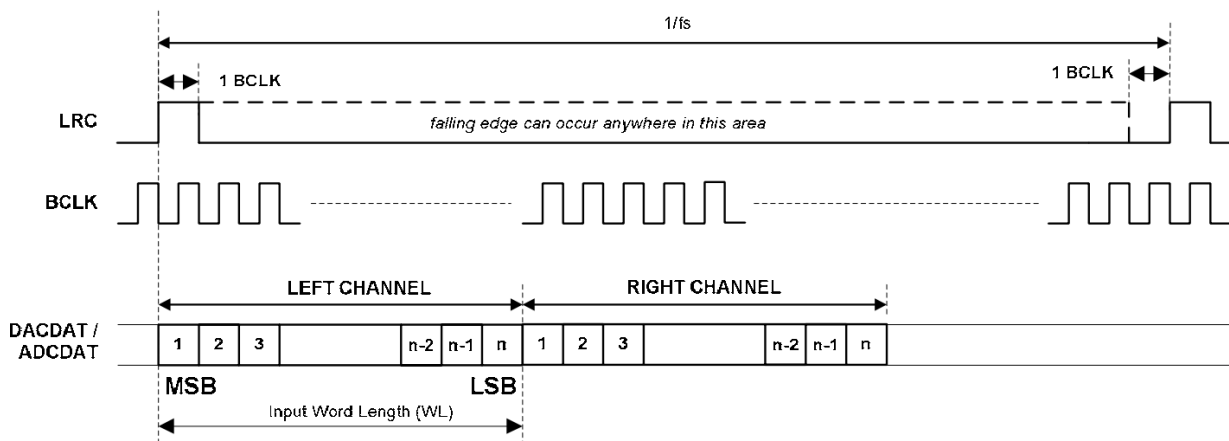 1/fs
1 BCLK
1 BCLK
LRC
falling edge can occur anywhere in this area
BCLK
LEFT CHANNEL
RIGHT CHANNEL
DACDAT /
ADCDAT
1 2 3 n-2 n-1 n 1 2 3 n-2 n-1 n
MSB LSB
Input Word Length (WL)